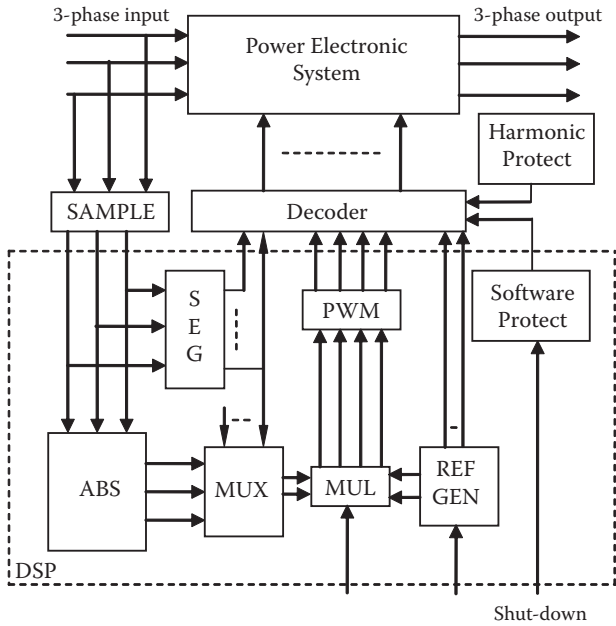 3-phase input
3-phase output
Power Electronic
System
Harmonic
Protect
SAMPLE
Decoder
S
E
G
PWM
Software
Protect
ABS
MUX
MUL
REF
GEN
DSP
Shut-down